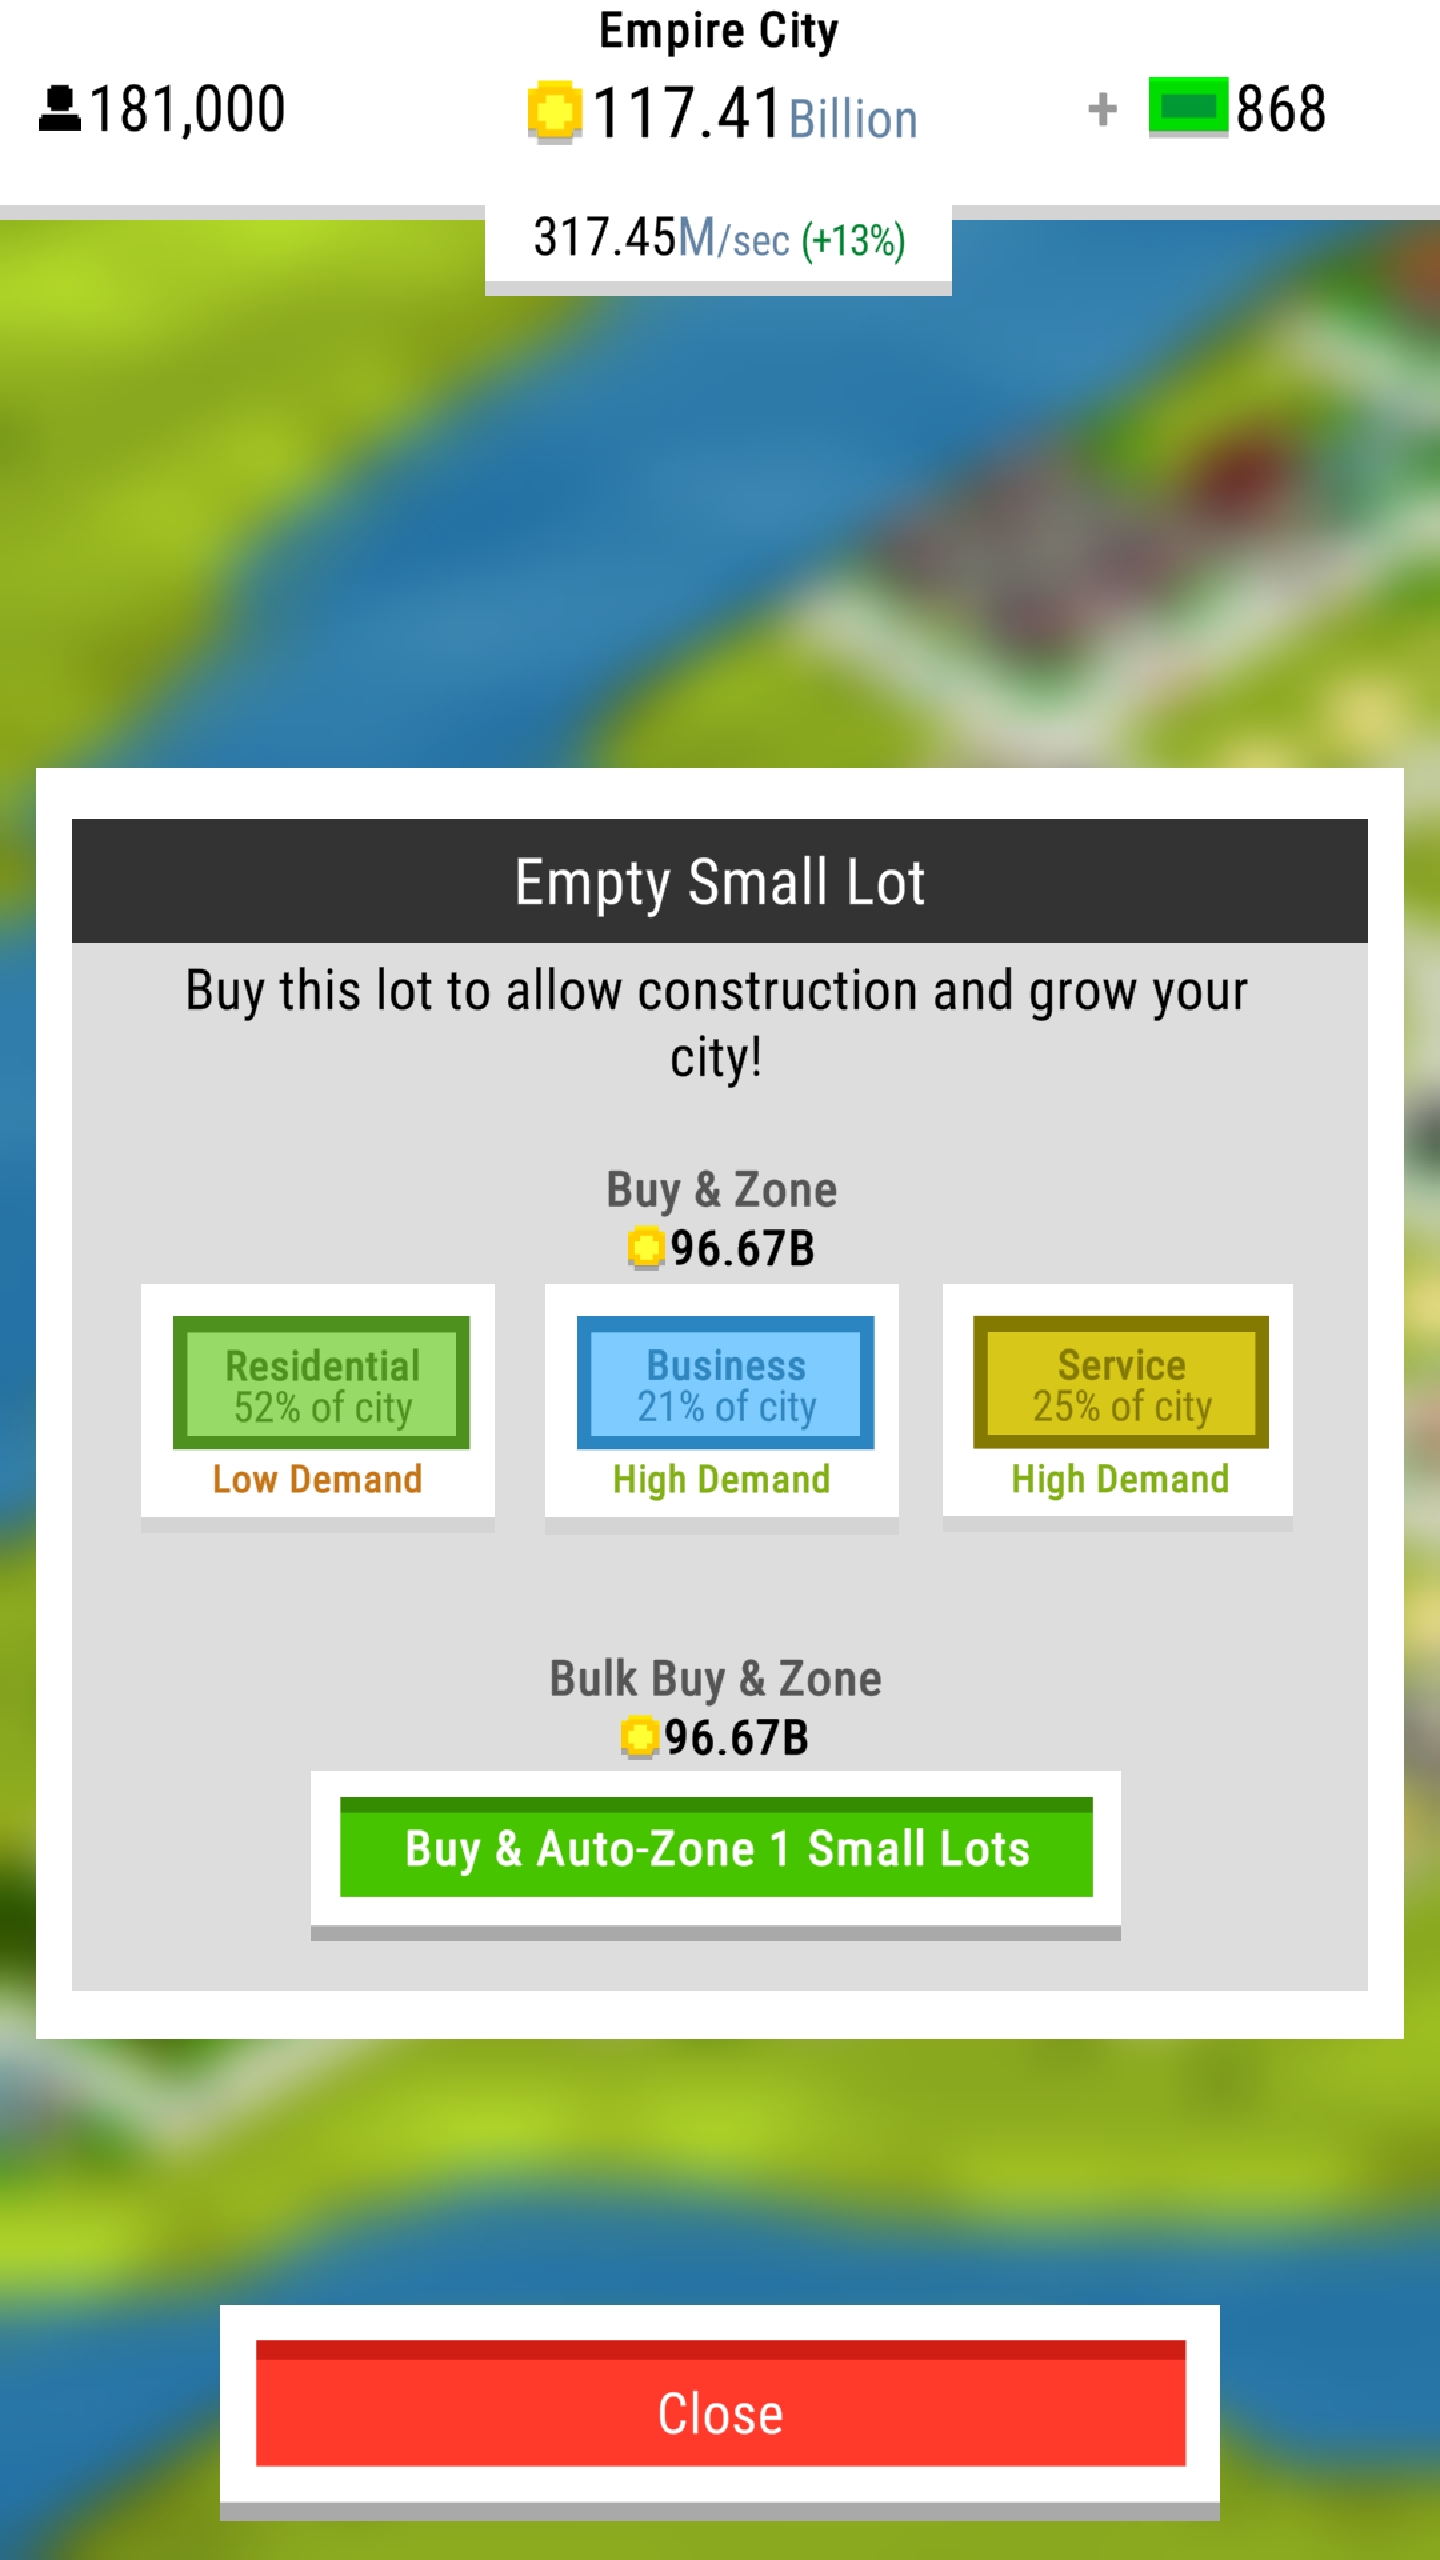 Empire City
181,000
117.41 Billion
+ 868
317.45M/sec (+13%)
Empty Small Lot
Buy this lot to allow construction and grow your
city!
Buy & Zone
96.67B
Residential
52% of city
Low Demand
Business
21% of city
High Demand
Service
25% of city
High Demand
Bulk Buy & Zone
96.67B
Buy & Auto-Zone 1 Small Lots
Close